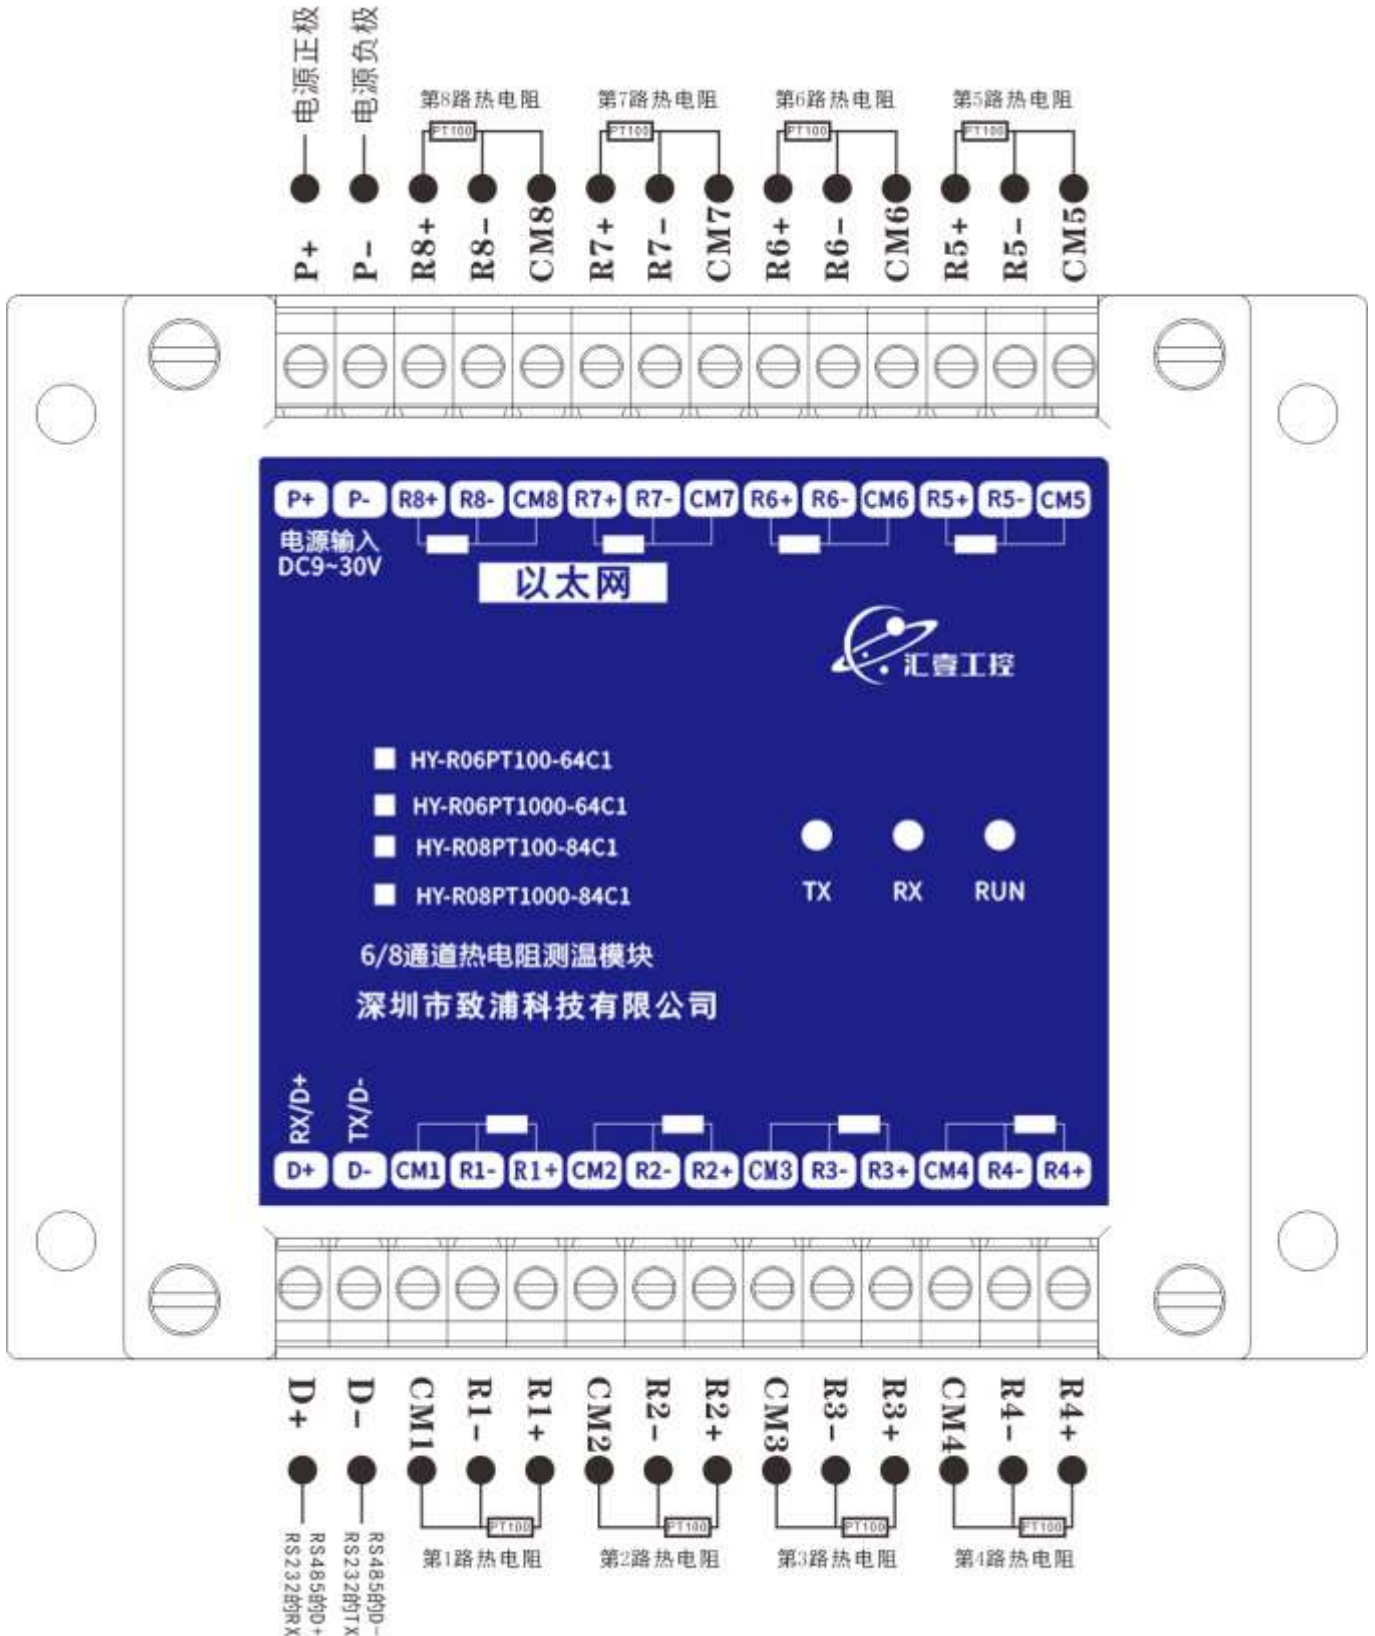 电源正极
电源负极
第8路热电阻
第7路热电阻
第6路热电阻
第5路热电阻
PT100
PT100
PT100
PT100
P+ P- R8+ R8- CM8 R7+ R7- CM7 R6+ R6- CM6 R5+ R5- CM5
P+ P- R8+ R8- CM8 R7+ R7- CM7 R6+ R6- CM6 R5+ R5- CM5
电源输入
DC9~30V
以太网
汇壹工控
HY-R06PT100-64C1
HY-R06PT1000-64C1
HY-R08PT100-84C1
HY-R08PT1000-84C1
TX RX RUN
6/8通道热电阻测温模块
深圳市致浦科技有限公司
RX/D+
TX/D-
D+ D- CM1 R1- R1+ CM2 R2- R2+ CM3 R3- R3+ CM4 R4- R4+
D+ D- CM1 R1- R1+ CM2 R2- R2+ CM3 R3- R3+ CM4 R4- R4+
PT100
PT100
PT100
PT100
第1路热电阻
第2路热电阻
第3路热电阻
第4路热电阻
RS485的D+
RS232的RX
RS485的D-
RS232的TX